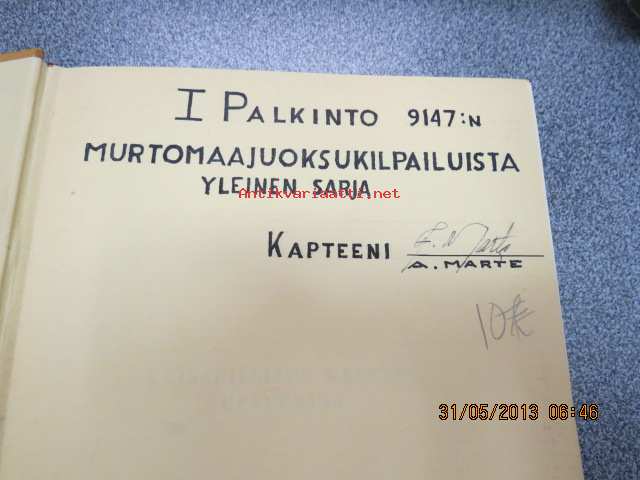 I PALKINTO 9147:N
MURTOMAAJUOKSUKILPAILUISTA
YLEINEN SARJA
Antikvariaatti.net
KAPTEENI
A. MARTE
10€
31/05/2013 06:46